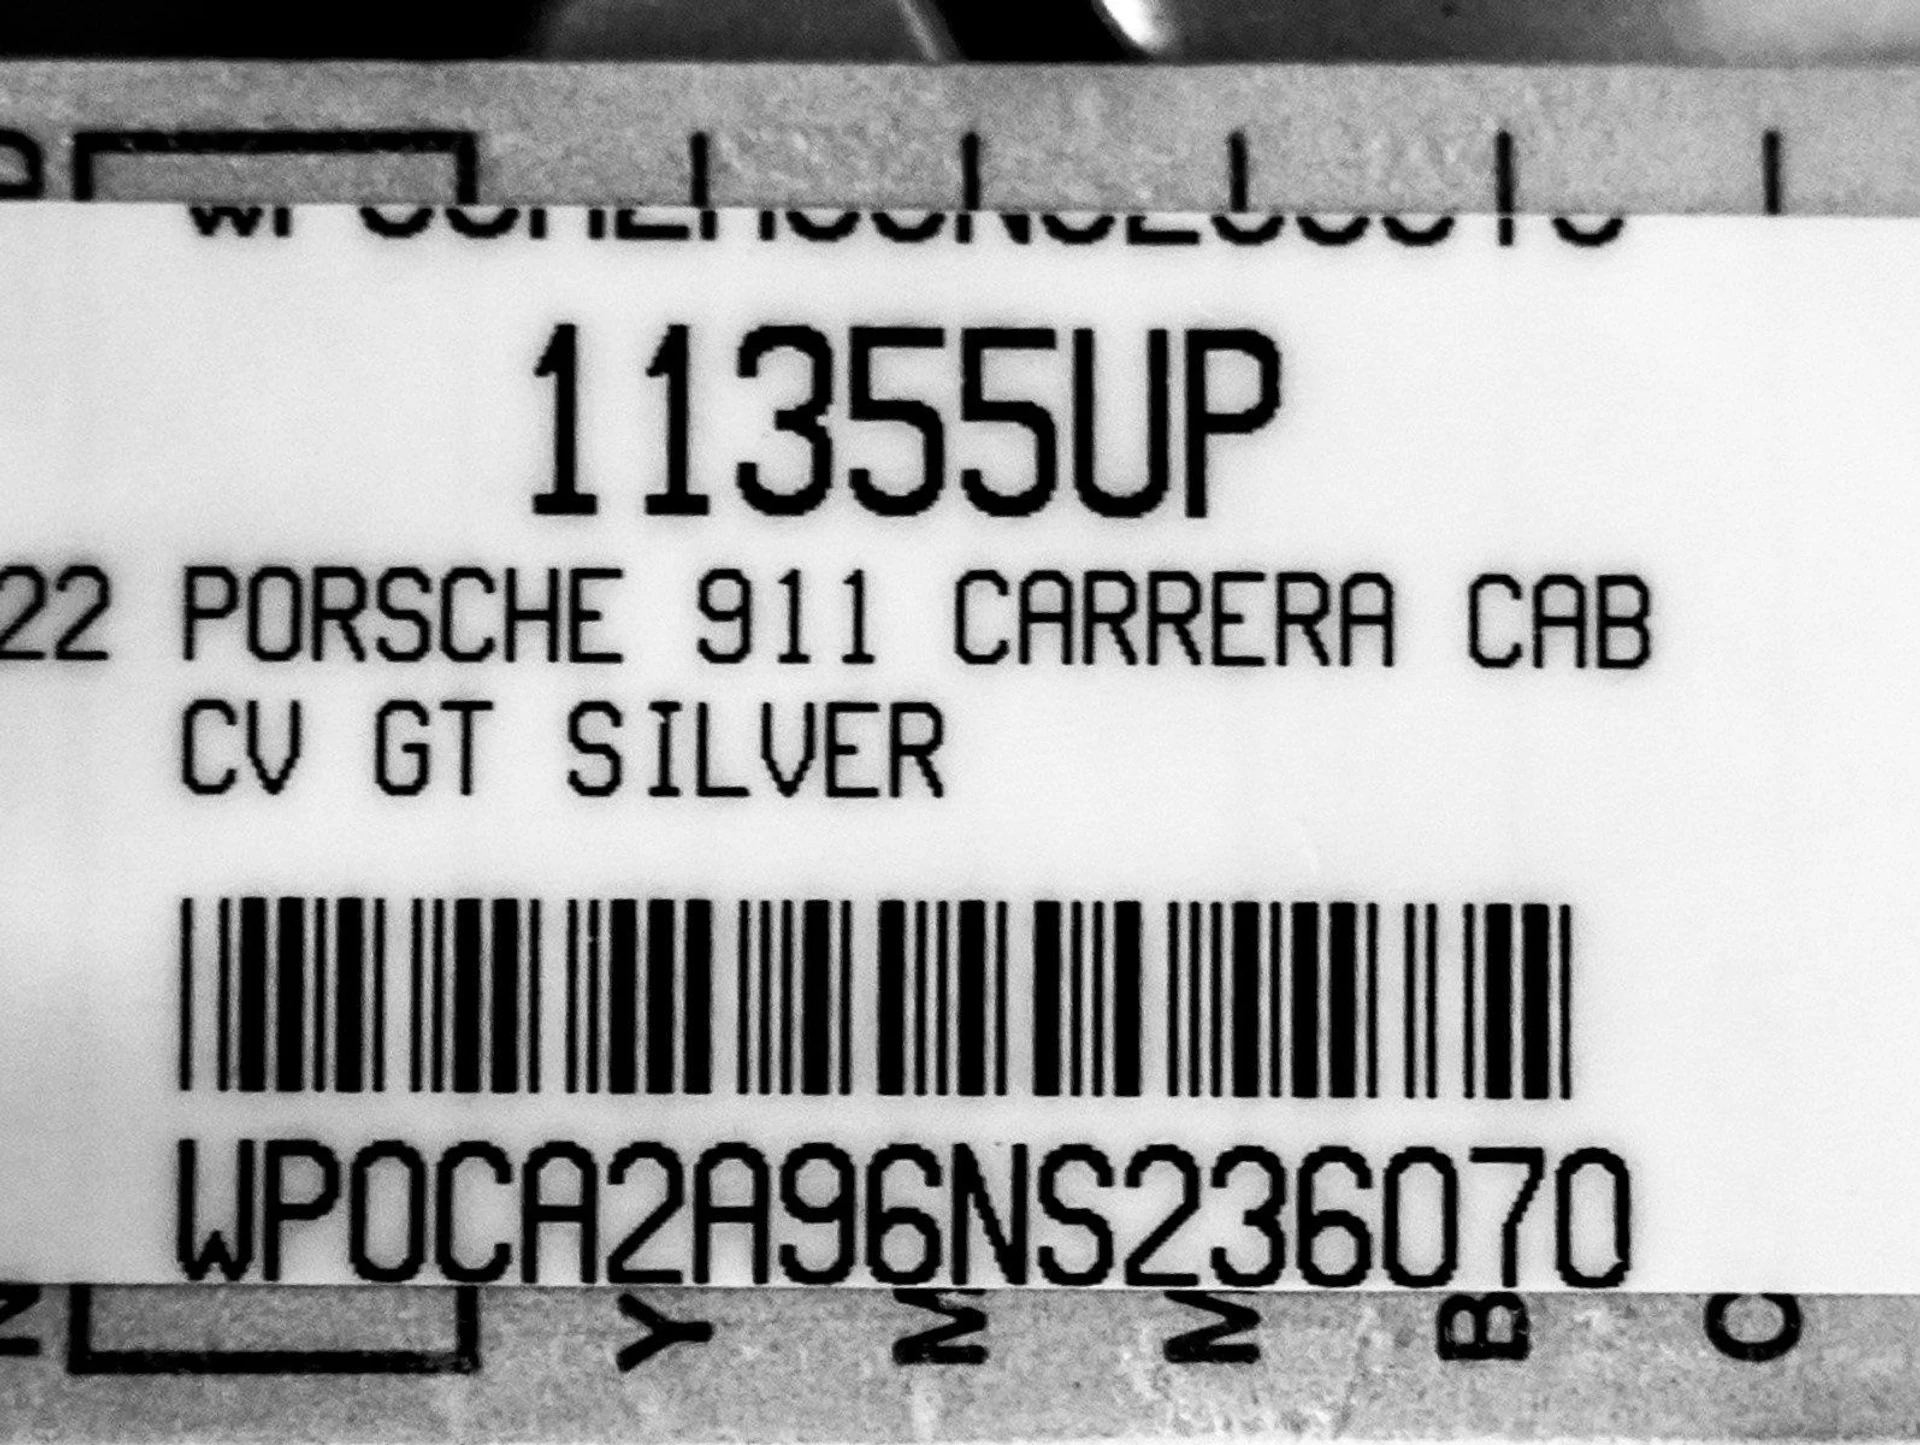 11355UP
22 PORSCHE 911 CARRERA CAB
CV GT SILVER
WP0CA2A96NS236070
Y M M B